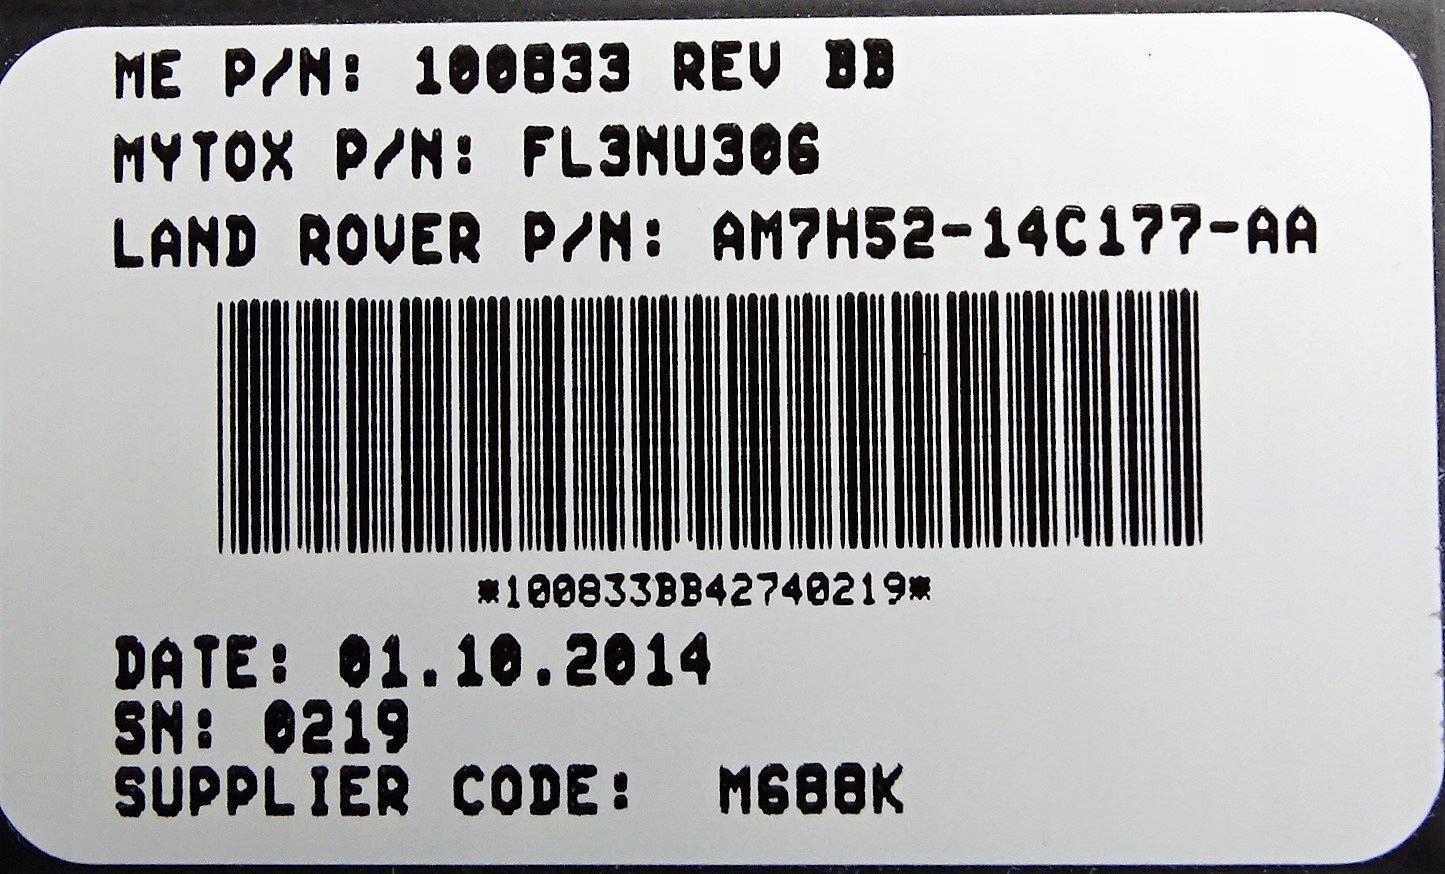 ME P/N: 100833 REV BB
MYTOX P/N: FL3NU306
LAND ROVER P/N: AM7H52-14C177-AA
*100833BB42740219*
DATE: 01.10.2014
SN: 0219
SUPPLIER CODE: M688K